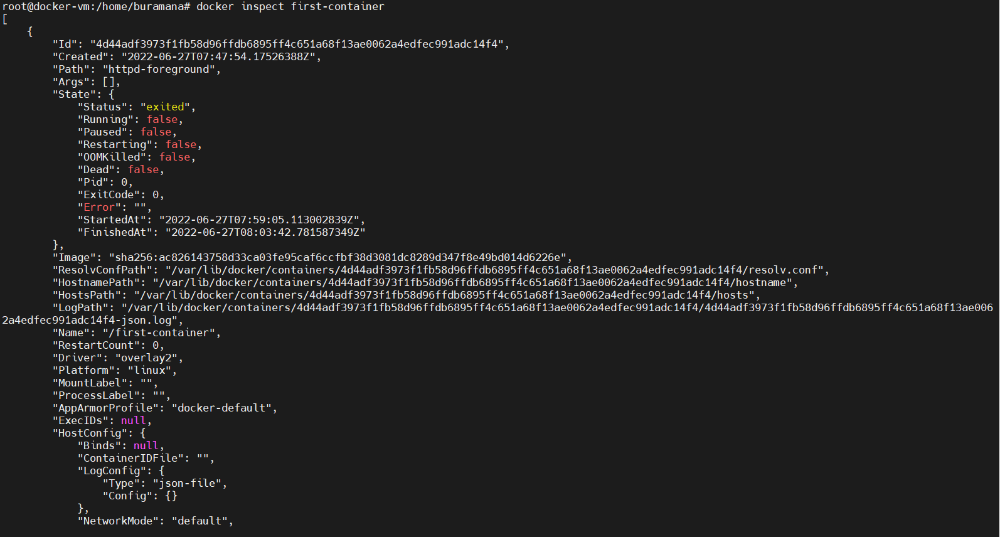 root@docker-vm:/home/buramana# docker inspect first-container
[
    {
        "Id": "4d44adf3973f1fb58d96ffdb6895ff4c651a68f13ae0062a4edfec991adc14f4",
        "Created": "2022-06-27T07:47:54.17526388Z",
        "Path": "httpd-foreground",
        "Args": [],
        "State": {
            "Status": "exited",
            "Running": false,
            "Paused": false,
            "Restarting": false,
            "OOMKilled": false,
            "Dead": false,
            "Pid": 0,
            "ExitCode": 0,
            "Error": "",
            "StartedAt": "2022-06-27T07:59:05.113002839Z",
            "FinishedAt": "2022-06-27T08:03:42.781587349Z"
        },
        "Image": "sha256:ac826143758d33ca03fe95caf6ccfbf38d3081dc8289d347f8e49bd014d6226e",
        "ResolvConfPath": "/var/lib/docker/containers/4d44adf3973f1fb58d96ffdb6895ff4c651a68f13ae0062a4edfec991adc14f4/resolv.conf",
        "HostnamePath": "/var/lib/docker/containers/4d44adf3973f1fb58d96ffdb6895ff4c651a68f13ae0062a4edfec991adc14f4/hostname",
        "HostsPath": "/var/lib/docker/containers/4d44adf3973f1fb58d96ffdb6895ff4c651a68f13ae0062a4edfec991adc14f4/hosts",
        "LogPath": "/var/lib/docker/containers/4d44adf3973f1fb58d96ffdb6895ff4c651a68f13ae0062a4edfec991adc14f4/4d44adf3973f1fb58d96ffdb6895ff4c651a68f13ae006
2a4edfec991adc14f4-json.log",
        "Name": "/first-container",
        "RestartCount": 0,
        "Driver": "overlay2",
        "Platform": "linux",
        "MountLabel": "",
        "ProcessLabel": "",
        "AppArmorProfile": "docker-default",
        "ExecIDs": null,
        "HostConfig": {
            "Binds": null,
            "ContainerIDFile": "",
            "LogConfig": {
                "Type": "json-file",
                "Config": {}
            },
            "NetworkMode": "default",